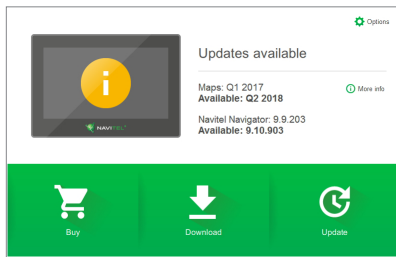 Options
Updates available
Maps: Q1 2017
Available: Q2 2018
More info
Navitel Navigator: 9.9.203
Available: 9.10.903
NAVITEL
Buy
Download
Update